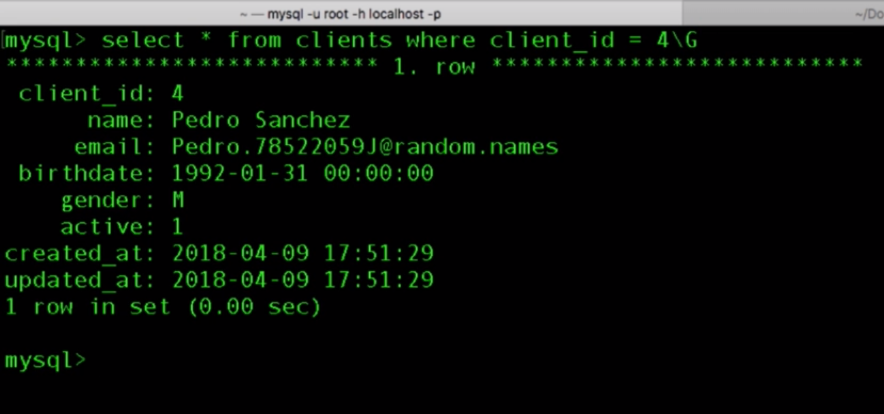 ~ — mysql -u root -h localhost -p
~/Do
[mysql> select * from clients where client_id = 4\G
*************************** 1. row ***************************
client_id: 4
name: Pedro Sanchez
email: Pedro.78522059J@random.names
birthdate: 1992-01-31 00:00:00
gender: M
active: 1
created_at: 2018-04-09 17:51:29
updated_at: 2018-04-09 17:51:29
1 row in set (0.00 sec)
mysql>